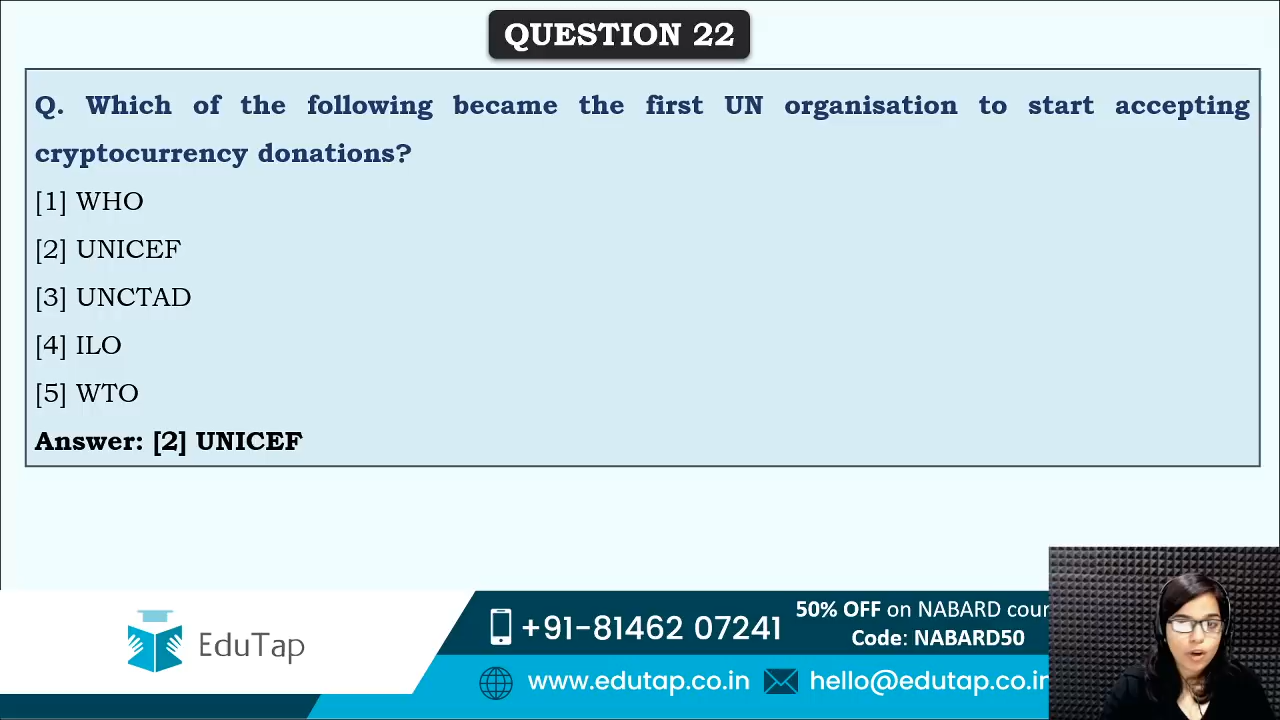 QUESTION 22
Q. Which of the following became the first UN organisation to start accepting
cryptocurrency donations?
[1] WHO
[2] UNICEF
[3] UNCTAD
[4] ILO
[5] WTO
Answer: [2] UNICEF
EduTap
+91-81462 07241
50% OFF on NABARD cour
Code: NABARD50
www.edutap.co.in
hello@edutap.co.in